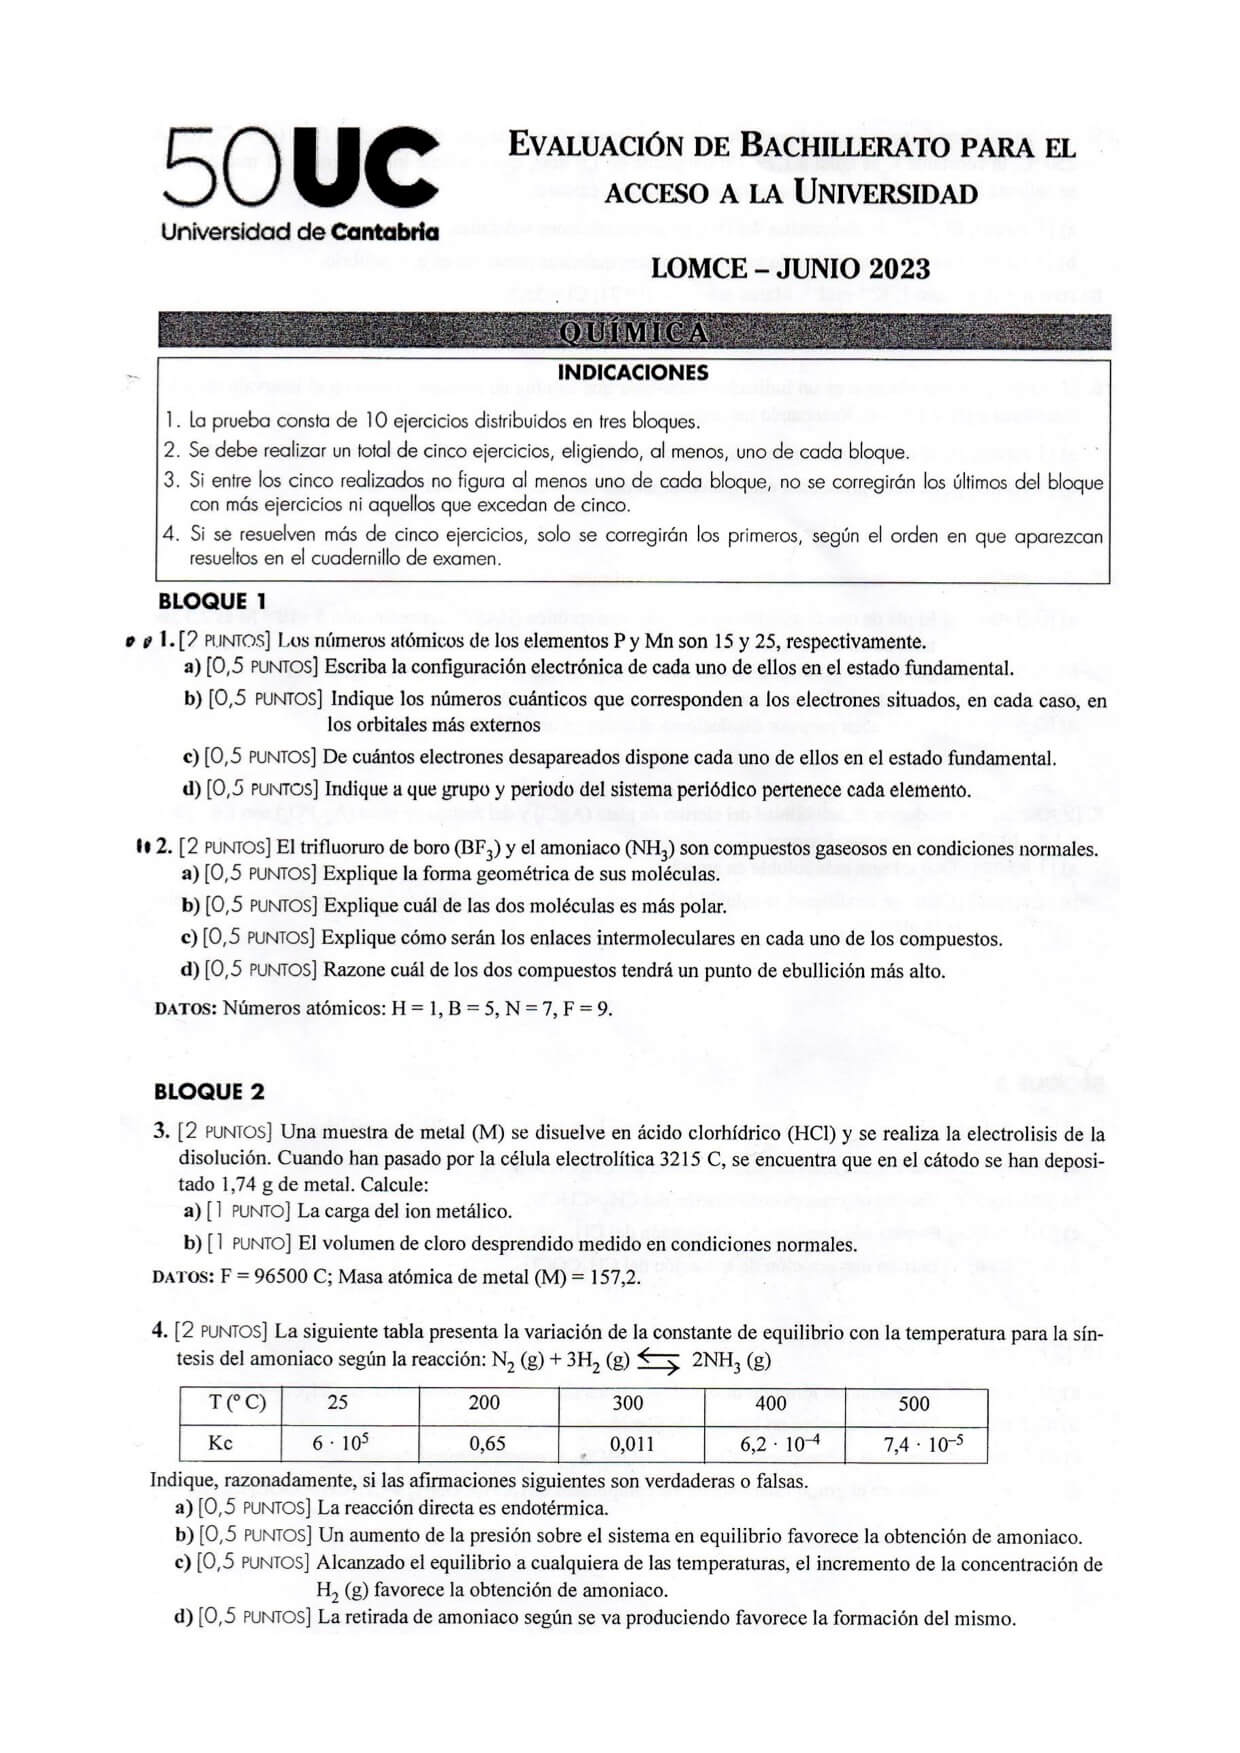 50UC
Universidad de Cantabria
EVALUACIÓN DE BACHILLERATO PARA EL
ACCESO A LA UNIVERSIDAD
LOMCE – JUNIO 2023
QUÍMICA
INDICACIONES
1. La prueba consta de 10 ejercicios distribuidos en tres bloques.
2. Se debe realizar un total de cinco ejercicios, eligiendo, al menos, uno de cada bloque.
3. Si entre los cinco realizados no figura al menos uno de cada bloque, no se corregirán los últimos del bloque
con más ejercicios ni aquellos que excedan de cinco.
4. Si se resuelven más de cinco ejercicios, solo se corregirán los primeros, según el orden en que aparezcan
resueltos en el cuadernillo de examen.
BLOQUE 1
1. [2 PUNTOS] Los números atómicos de los elementos P y Mn son 15 y 25, respectivamente.
a) [0,5 PUNTOS] Escriba la configuración electrónica de cada uno de ellos en el estado fundamental.
b) [0,5 PUNTOS] Indique los números cuánticos que corresponden a los electrones situados, en cada caso, en
los orbitales más externos
c) [0,5 PUNTOS] De cuántos electrones desapareados dispone cada uno de ellos en el estado fundamental.
d) [0,5 PUNTOS] Indique a que grupo y periodo del sistema periódico pertenece cada elemento.
2. [2 PUNTOS] El trifluoruro de boro (BF₃) y el amoniaco (NH₃) son compuestos gaseosos en condiciones normales.
a) [0,5 PUNTOS] Explique la forma geométrica de sus moléculas.
b) [0,5 PUNTOS] Explique cuál de las dos moléculas es más polar.
c) [0,5 PUNTOS] Explique cómo serán los enlaces intermoleculares en cada uno de los compuestos.
d) [0,5 PUNTOS] Razone cuál de los dos compuestos tendrá un punto de ebullición más alto.
DATOS: Números atómicos: H = 1, B = 5, N = 7, F = 9.
BLOQUE 2
3. [2 PUNTOS] Una muestra de metal (M) se disuelve en ácido clorhídrico (HCl) y se realiza la electrolisis de la
disolución. Cuando han pasado por la célula electrolítica 3215 C, se encuentra que en el cátodo se han deposi-
tado 1,74 g de metal. Calcule:
a) [1 PUNTO] La carga del ion metálico.
b) [1 PUNTO] El volumen de cloro desprendido medido en condiciones normales.
DATOS: F = 96500 C; Masa atómica de metal (M) = 157,2.
4. [2 PUNTOS] La siguiente tabla presenta la variación de la constante de equilibrio con la temperatura para la sín-
tesis del amoniaco según la reacción: N₂ (g) + 3H₂ (g) ⇆ 2NH₃ (g)
T (º C) 25 200 300 400 500
Kc 6 · 10⁵ 0,65 0,011 6,2 · 10⁻⁴ 7,4 · 10⁻⁵
Indique, razonadamente, si las afirmaciones siguientes son verdaderas o falsas.
a) [0,5 PUNTOS] La reacción directa es endotérmica.
b) [0,5 PUNTOS] Un aumento de la presión sobre el sistema en equilibrio favorece la obtención de amoniaco.
c) [0,5 PUNTOS] Alcanzado el equilibrio a cualquiera de las temperaturas, el incremento de la concentración de
H₂ (g) favorece la obtención de amoniaco.
d) [0,5 PUNTOS] La retirada de amoniaco según se va produciendo favorece la formación del mismo.